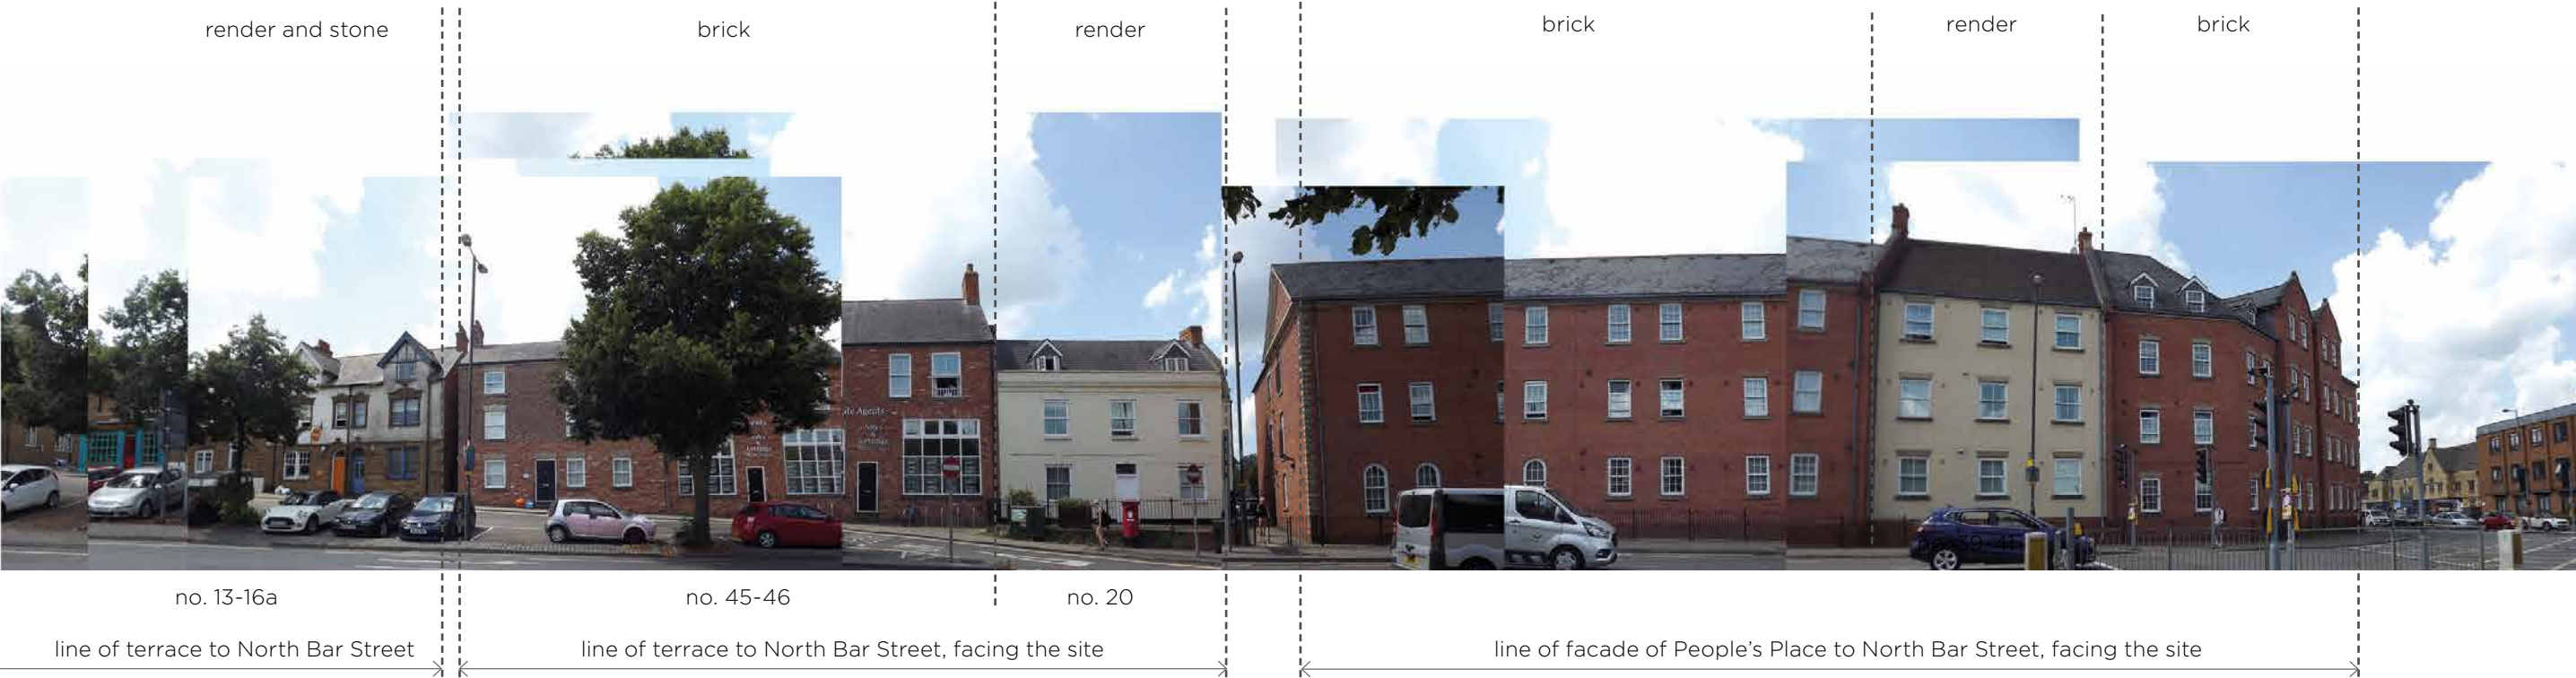 render and stone
brick
render
brick
render
brick
no. 13-16a
no. 45-46
no. 20
line of terrace to North Bar Street
line of terrace to North Bar Street, facing the site
line of facade of People's Place to North Bar Street, facing the site
Agents